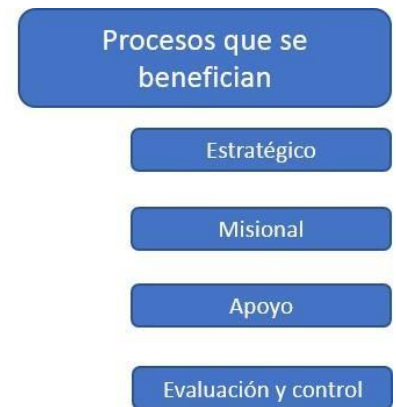 Procesos que se
benefician
Estratégico
Misional
Apoyo
Evaluación y control